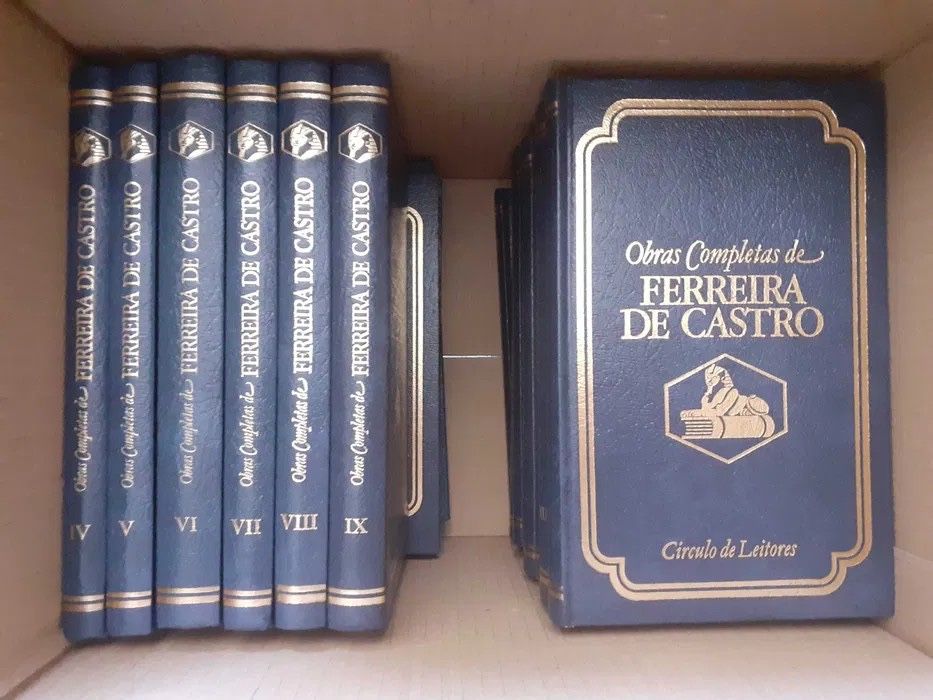 Obras Completas de FERREIRA DE CASTRO
IV
Obras Completas de FERREIRA DE CASTRO
V
Obras Completas de FERREIRA DE CASTRO
VI
Obras Completas de FERREIRA DE CASTRO
VII
Obras Completas de FERREIRA DE CASTRO
VIII
Obras Completas de FERREIRA DE CASTRO
IX
Obras Completas de
FERREIRA
DE CASTRO
Círculo de Leitores